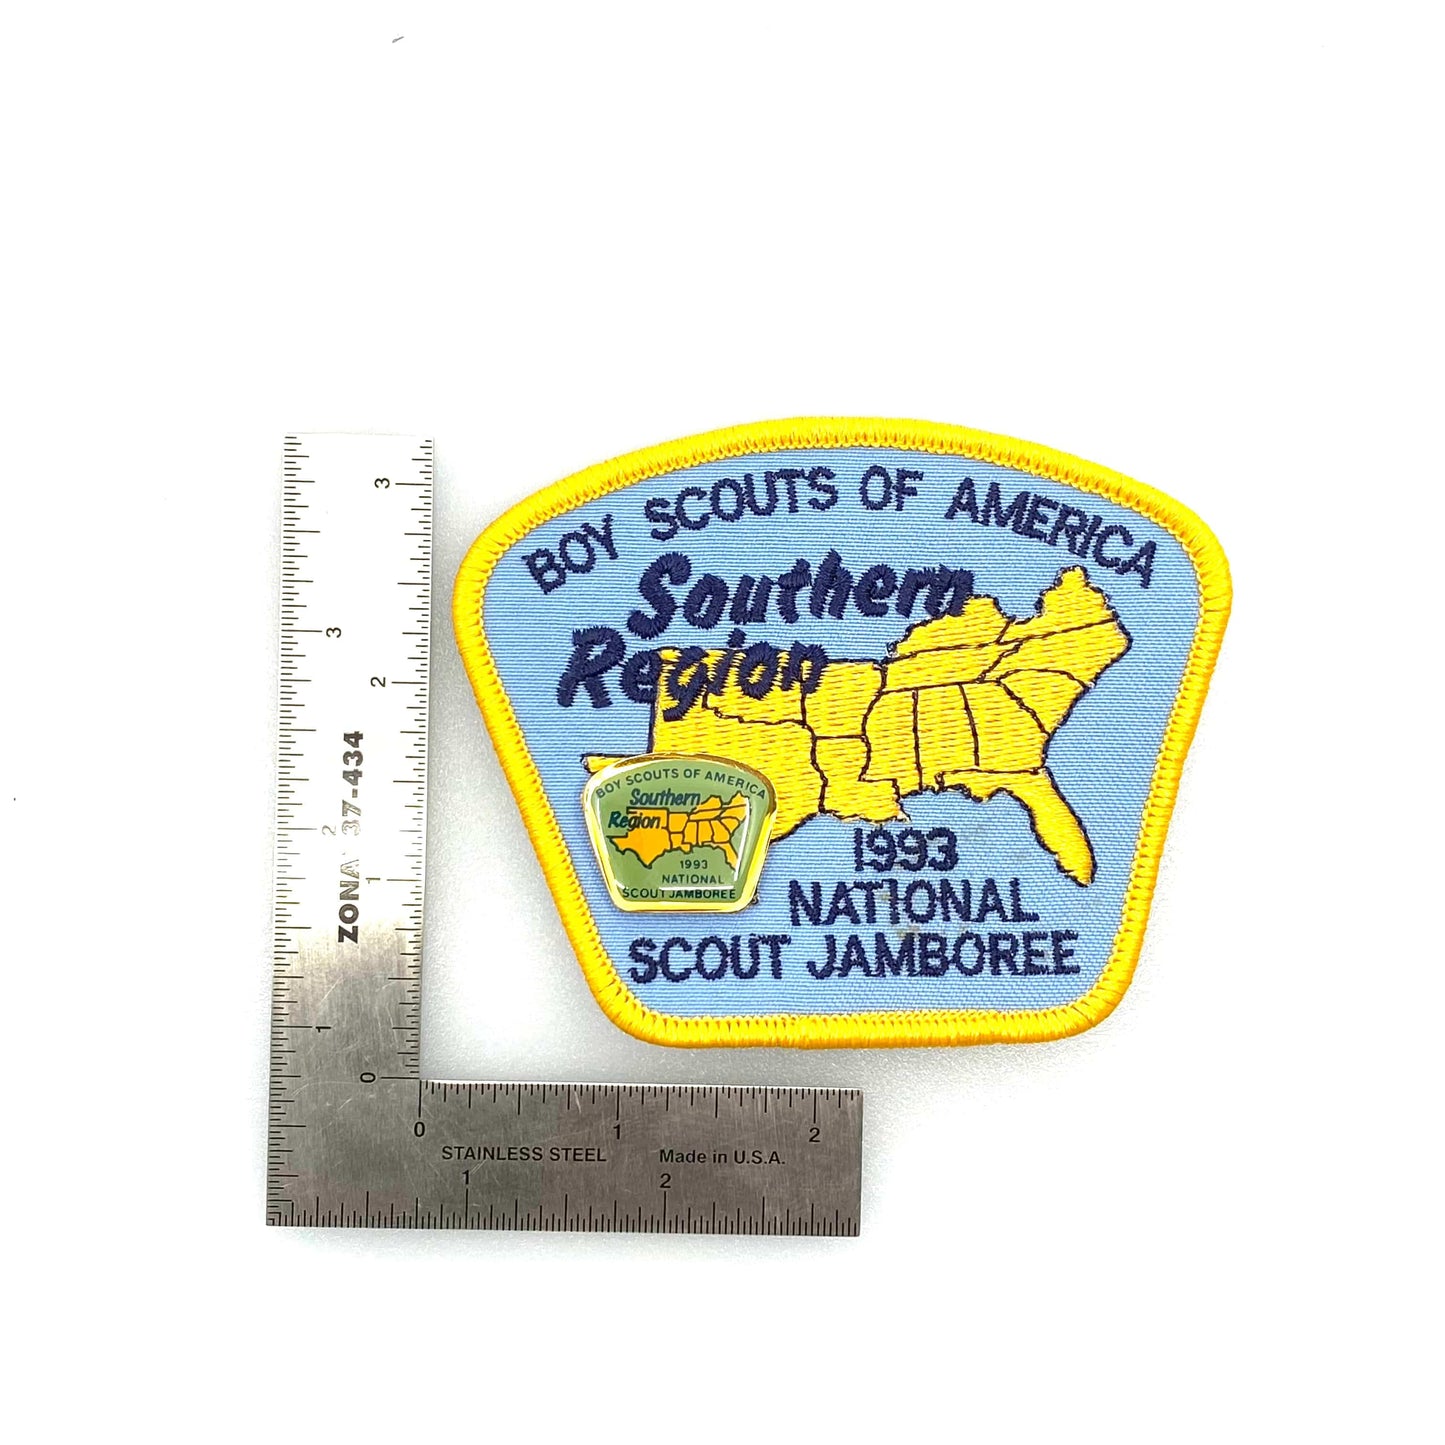 BOY SCOUTS OF AMERICA
Southern
Region
1993
NATIONAL
SCOUT JAMBOREE
BOY SCOUTS OF AMERICA
Southern
Region
1993
NATIONAL
SCOUT JAMBOREE
3
3
2
2
1
1
0
ZONA 37-434
0 1 2
STAINLESS STEEL Made in U.S.A.
1 2